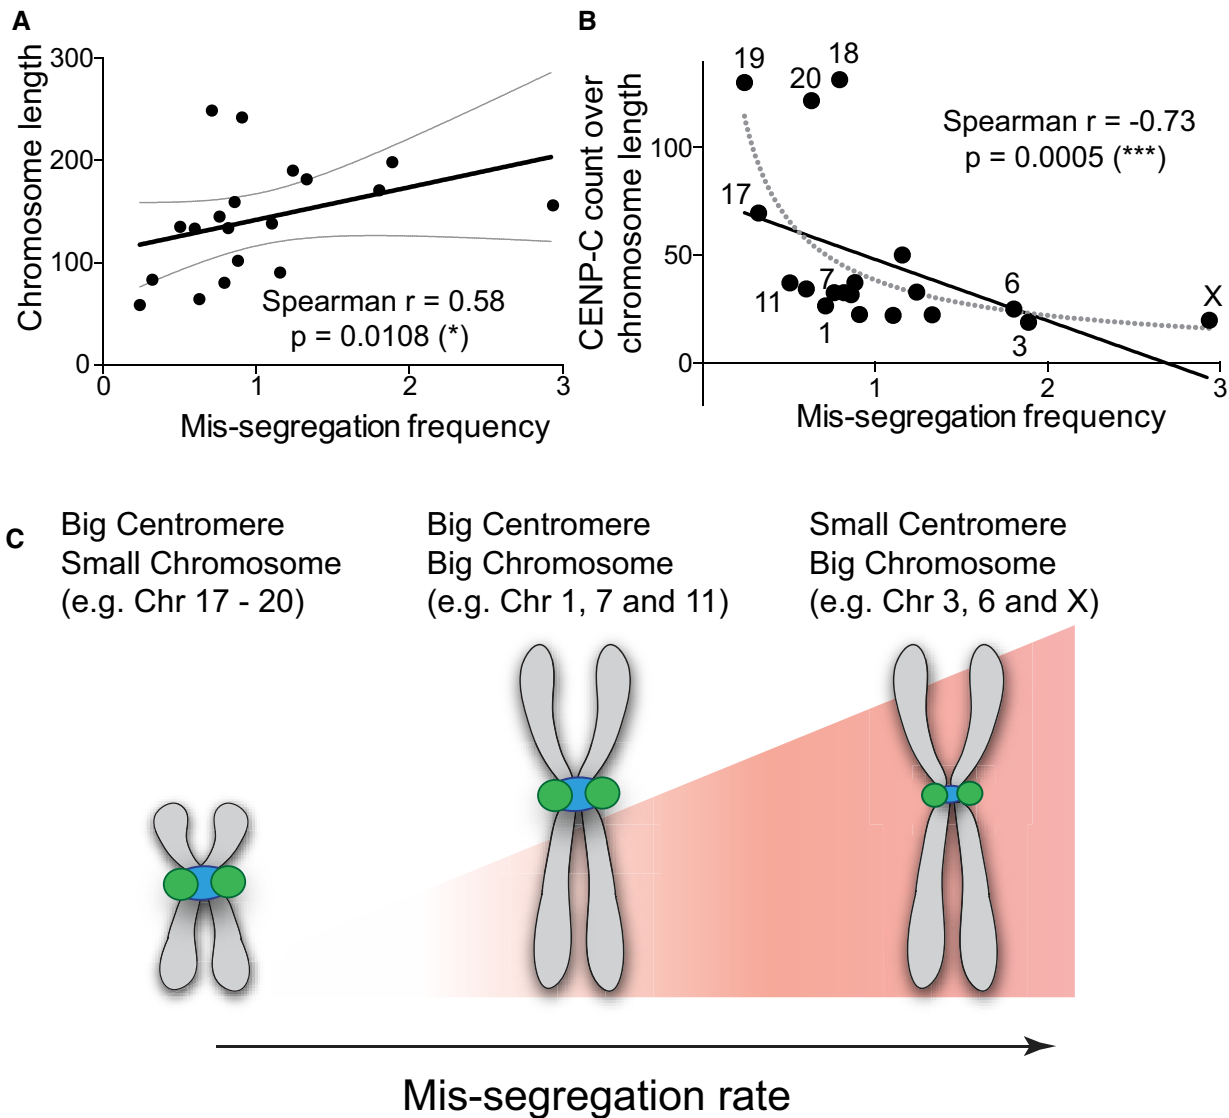 A
Chromosome length
300
200
100
0
0
1
2
3
Spearman r = 0.58
p = 0.0108 (*)
Mis-segregation frequency
B
CENP-C count over
chromosome length
100
50
0
1
2
3
19
20
18
17
11
7
1
6
3
X
Spearman r = -0.73
p = 0.0005 (***)
Mis-segregation frequency
C
Big Centromere
Small Chromosome
(e.g. Chr 17 - 20)
Big Centromere
Big Chromosome
(e.g. Chr 1, 7 and 11)
Small Centromere
Big Chromosome
(e.g. Chr 3, 6 and X)
Mis-segregation rate